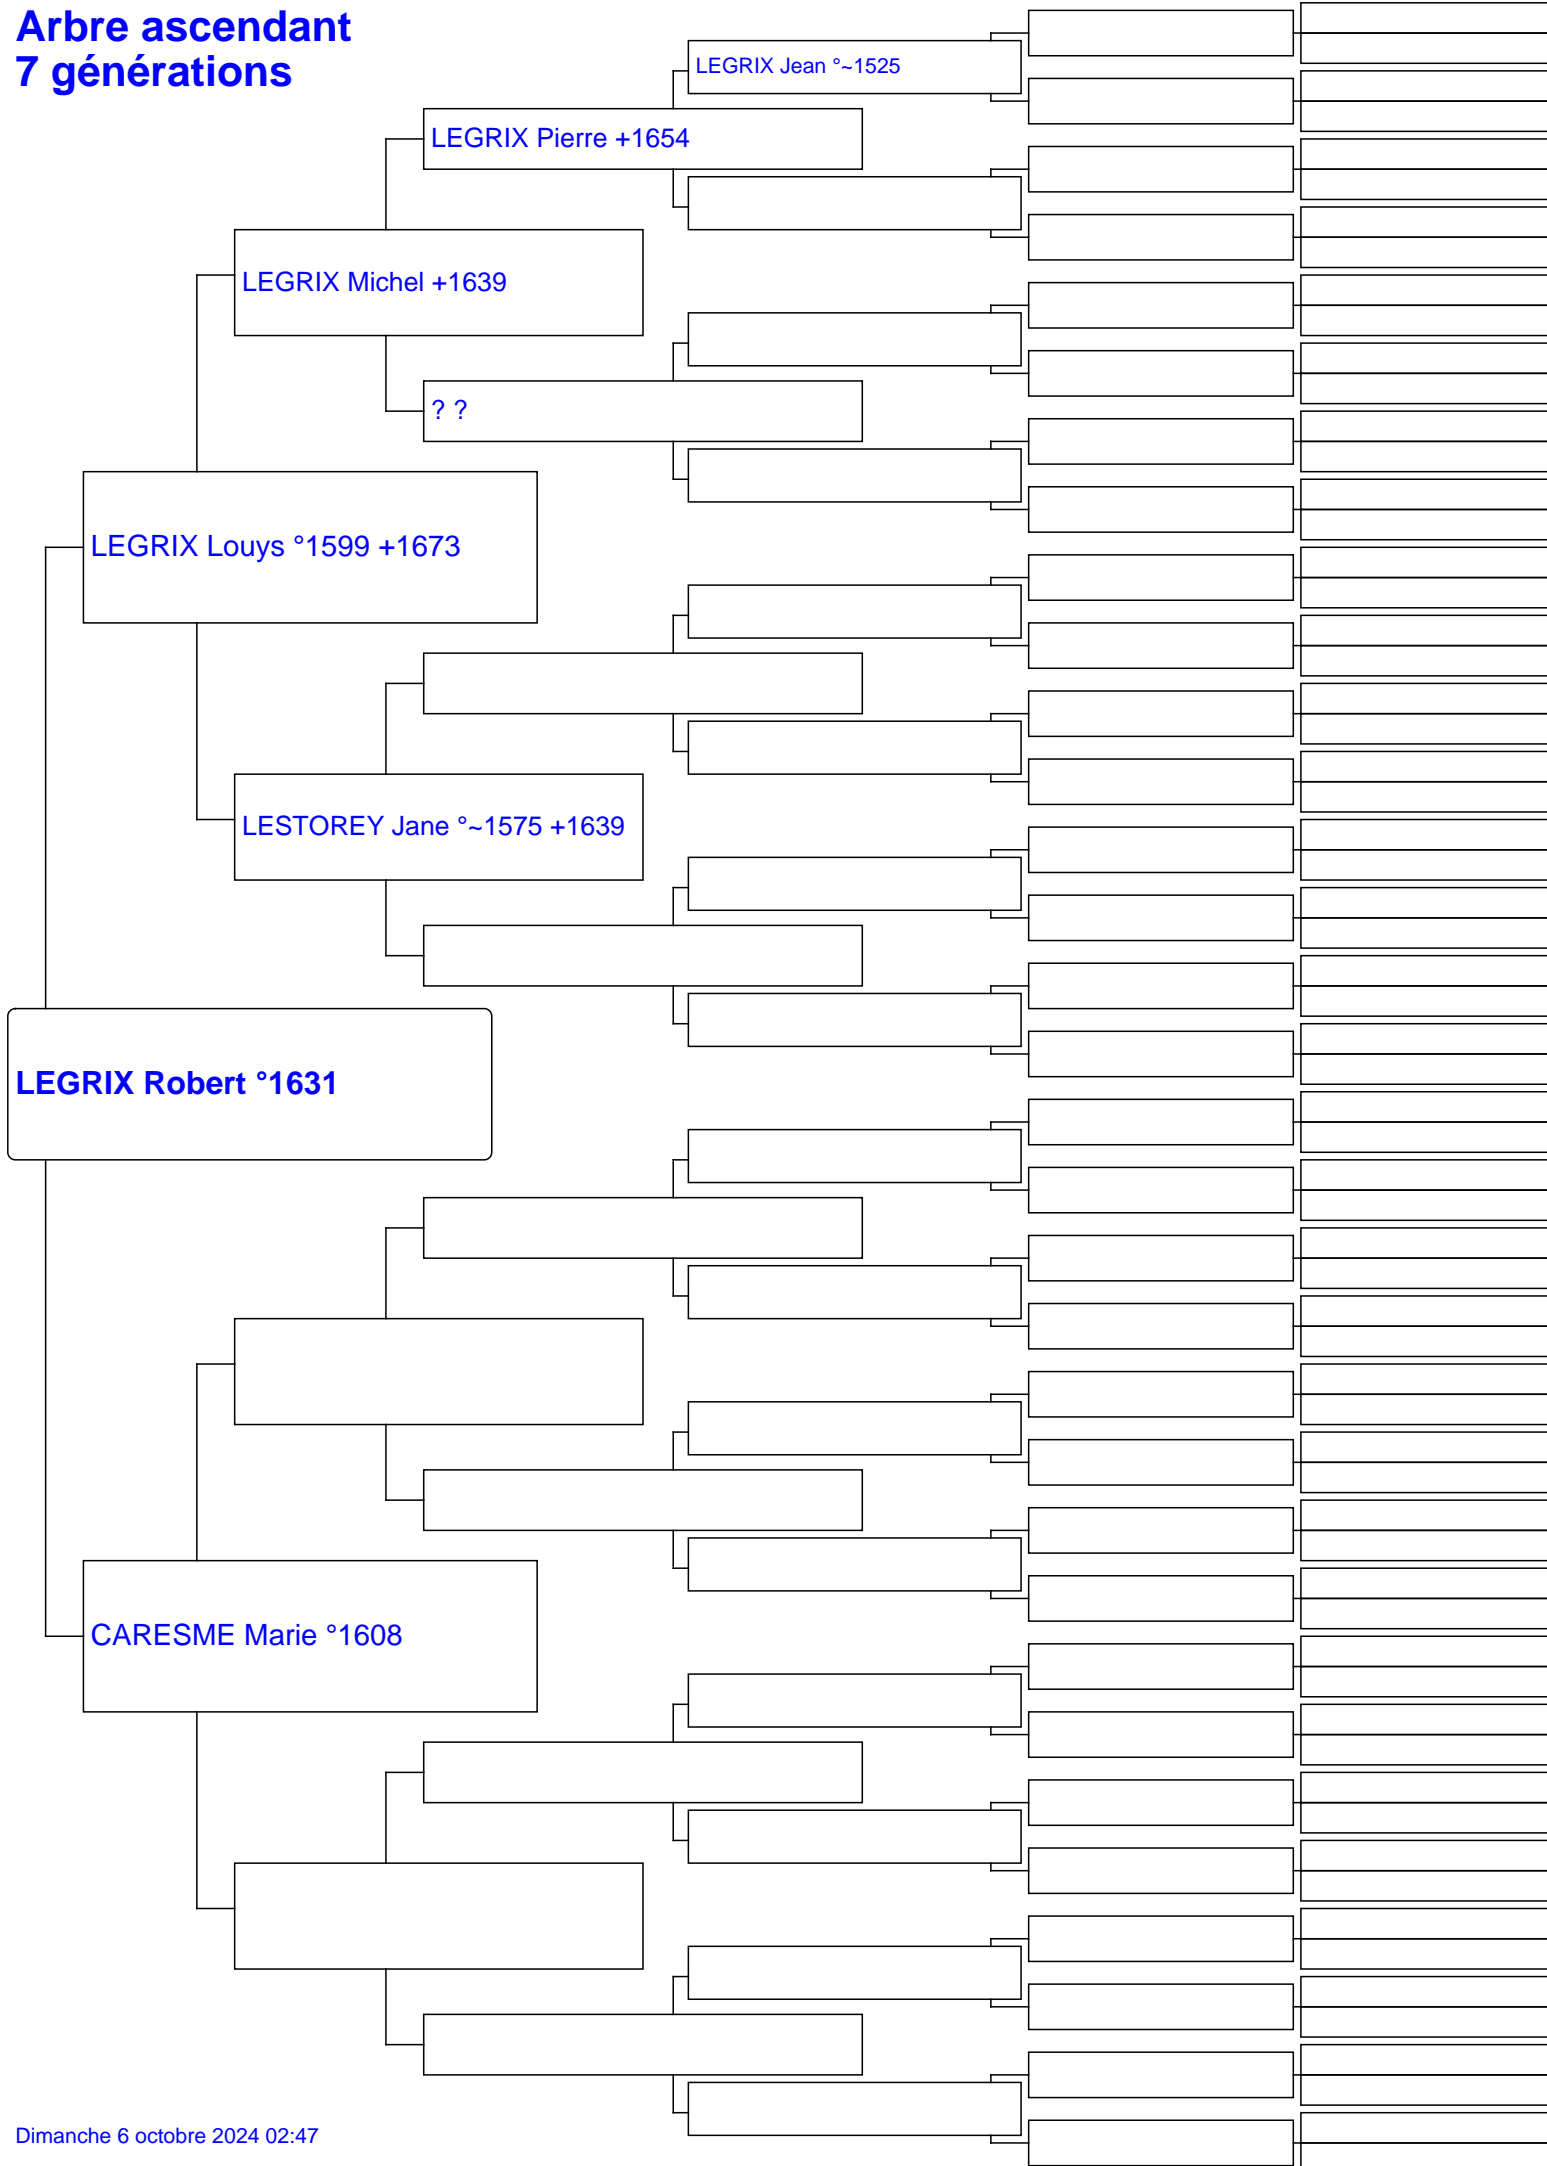 Arbre ascendant
7 générations
LEGRIX Jean °~1525
LEGRIX Pierre +1654
LEGRIX Michel +1639
? ?
LEGRIX Louys °1599 +1673
LESTOREY Jane °~1575 +1639
LEGRIX Robert °1631
CARESME Marie °1608
Dimanche 6 octobre 2024 02:47